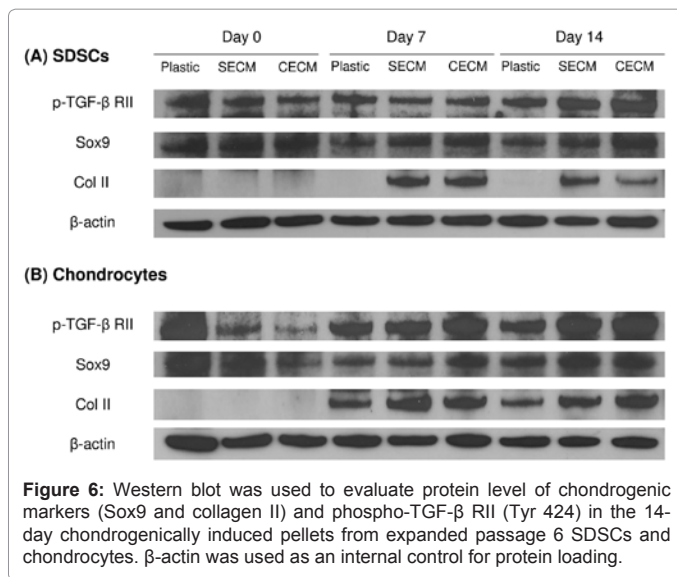 Day 0 Day 7 Day 14
(A) SDSCs Plastic SECM CECM Plastic SECM CECM Plastic SECM CECM
p-TGF-β RII
Sox9
Col II
β-actin
(B) Chondrocytes
p-TGF-β RII
Sox9
Col II
β-actin
Figure 6: Western blot was used to evaluate protein level of chondrogenic
markers (Sox9 and collagen II) and phospho-TGF-β RII (Tyr 424) in the 14-
day chondrogenically induced pellets from expanded passage 6 SDSCs and
chondrocytes. β-actin was used as an internal control for protein loading.